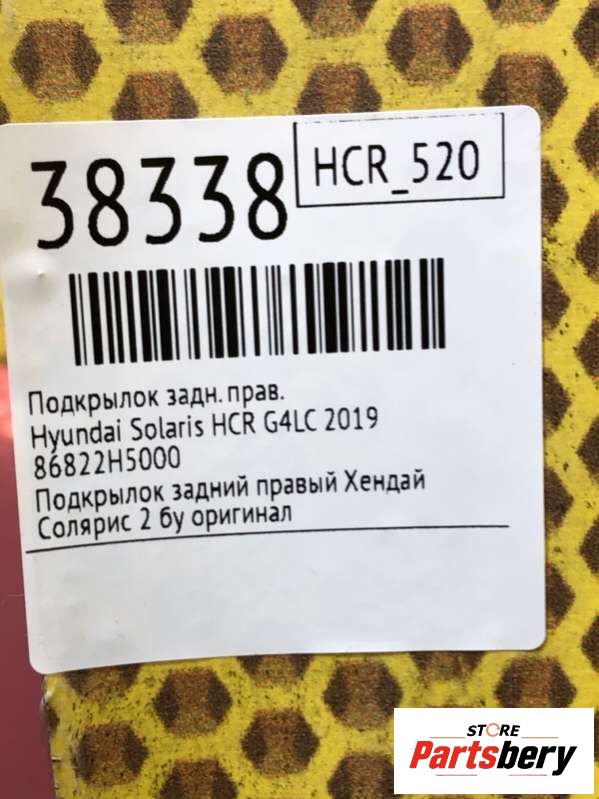 38338
HCR_520
Подкрылок задн. прав.
Hyundai Solaris HCR G4LC 2019
86822H5000
Подкрылок задний правый Хендай
Солярис 2 бу оригинал
STORE
Partsbery